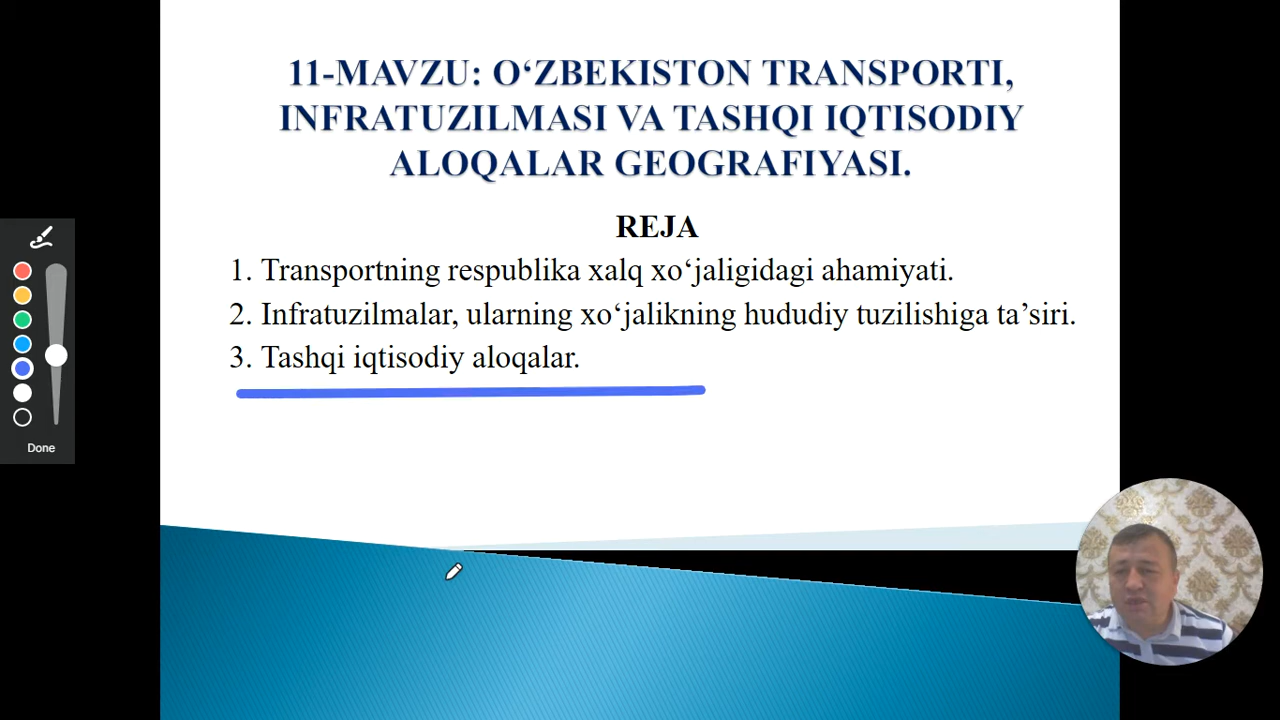 11-MAVZU: O‘ZBEKISTON TRANSPORTI,
INFRATUZILMASI VA TASHQI IQTISODIY
ALOQALAR GEOGRAFIYASI.
REJA
1. Transportning respublika xalq xo‘jaligidagi ahamiyati.
2. Infratuzilmalar, ularning xo‘jalikning hududiy tuzilishiga ta’siri.
3. Tashqi iqtisodiy aloqalar.
Done